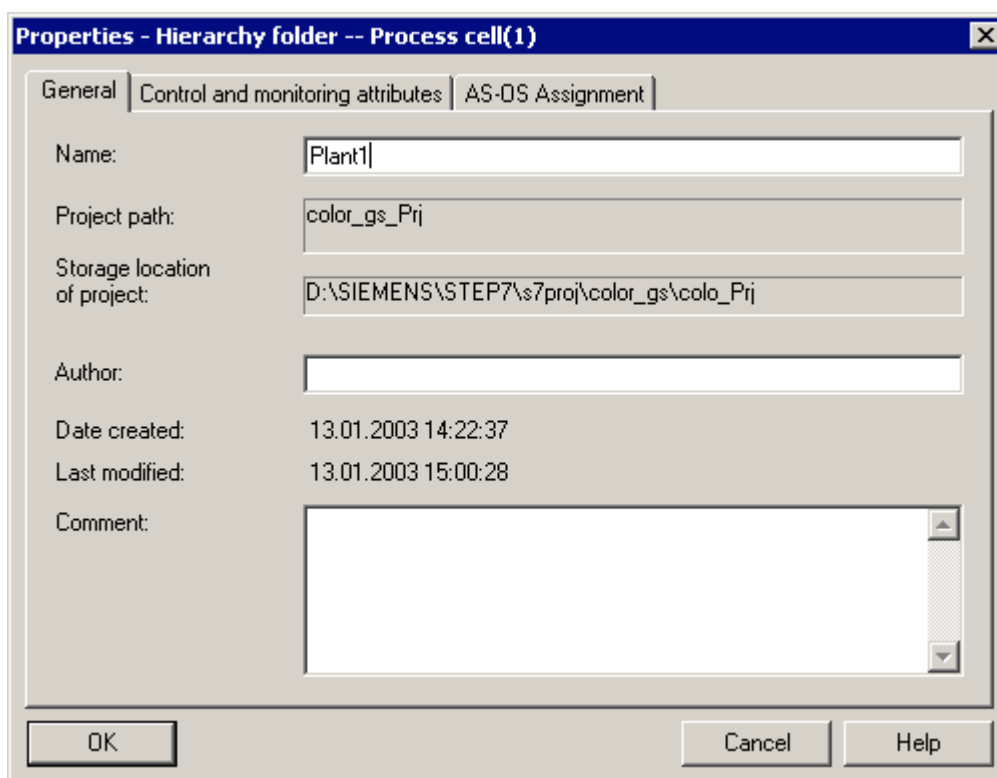 Properties - Hierarchy folder -- Process cell(1)
General Control and monitoring attributes AS-OS Assignment
Name: Plant1
Project path: color_gs_Prj
Storage location
of project: D:\SIEMENS\STEP7\s7proj\color_gs\colo_Prj
Author:
Date created: 13.01.2003 14:22:37
Last modified: 13.01.2003 15:00:28
Comment:
OK Cancel Help